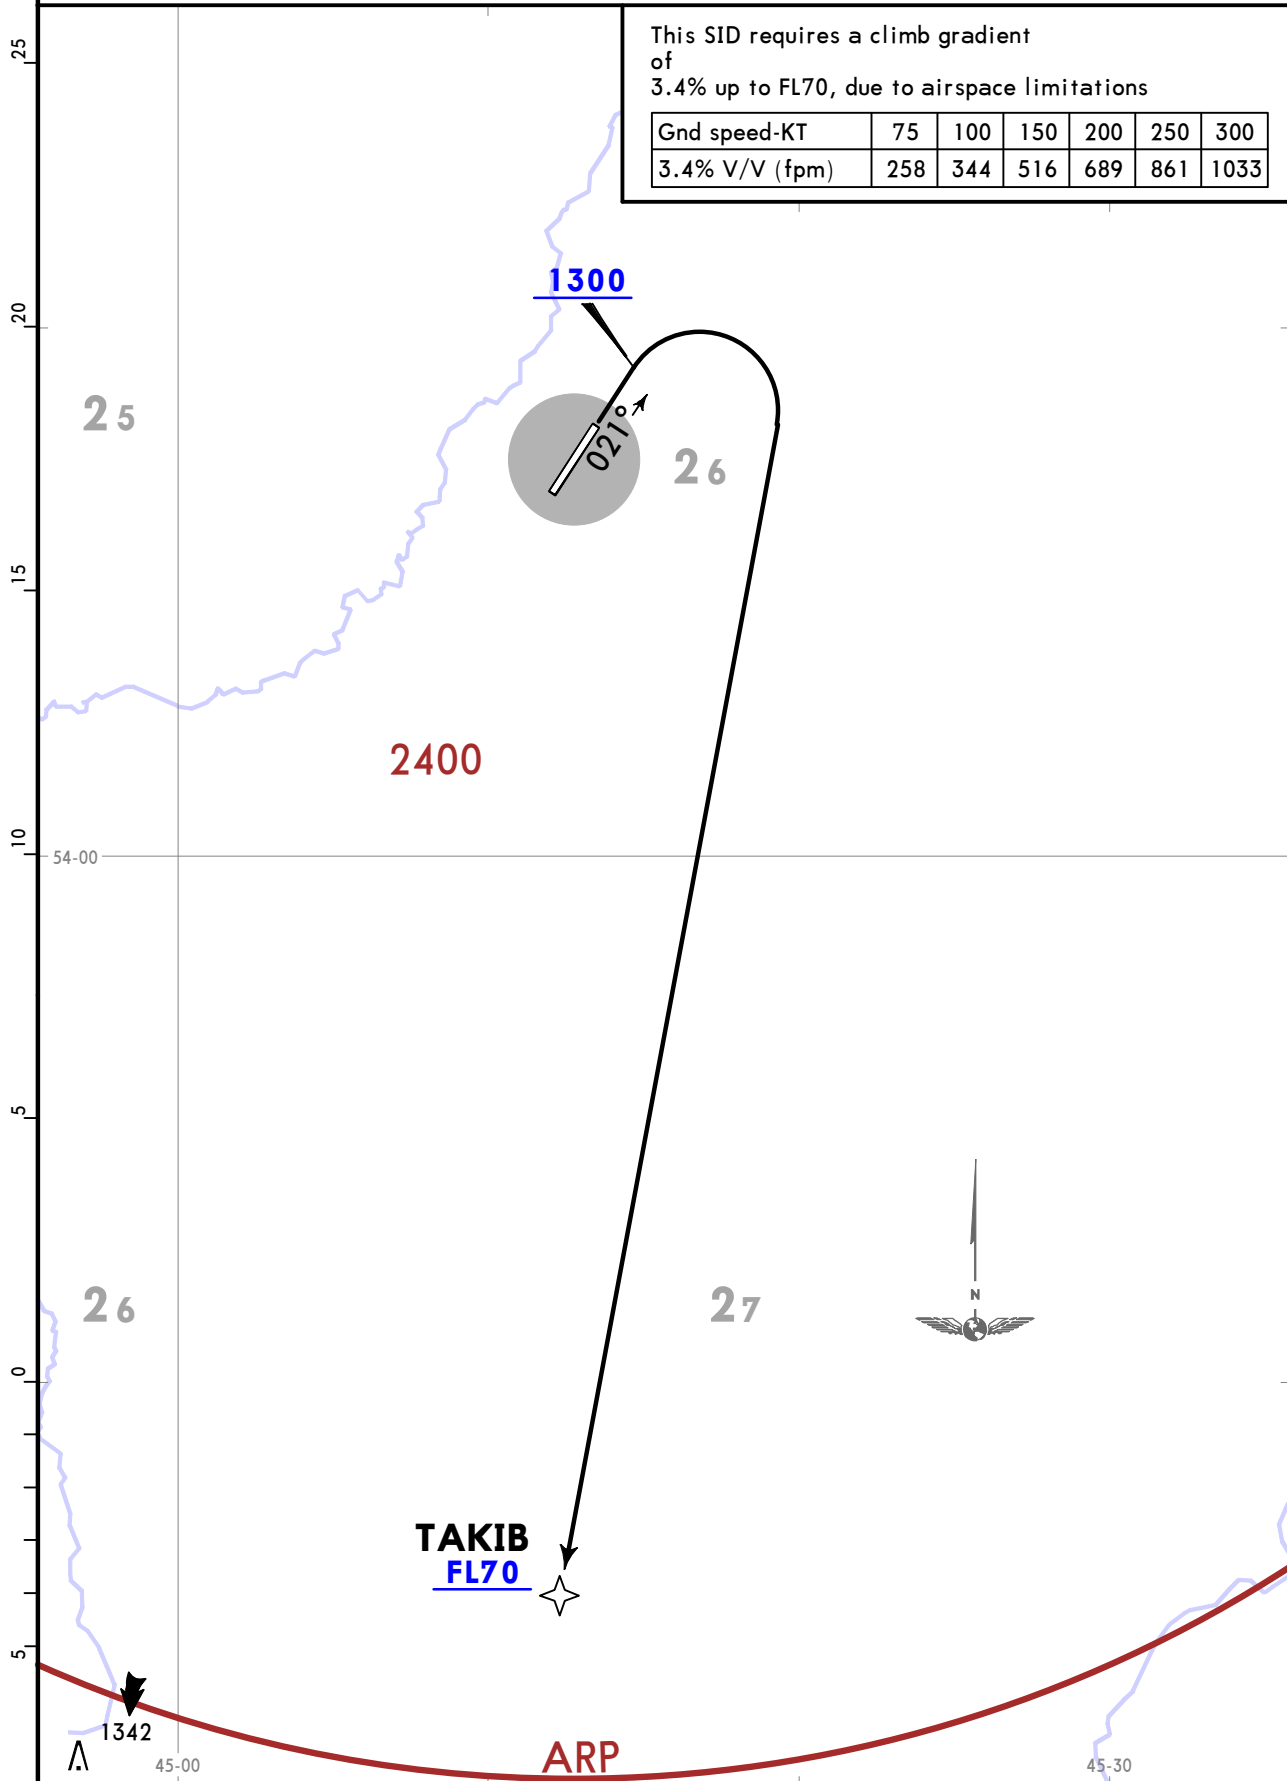 This SID requires a climb gradient
of
3.4% up to FL70, due to airspace limitations
Gnd speed-KT 75 100 150 200 250 300
3.4% V/V (fpm) 258 344 516 689 861 1033
25
1300
20
25
021°
26
15
2400
10
54-00
5
N
26
27
0
TAKIB
FL70
5
1342
ARP
45-00
45-30